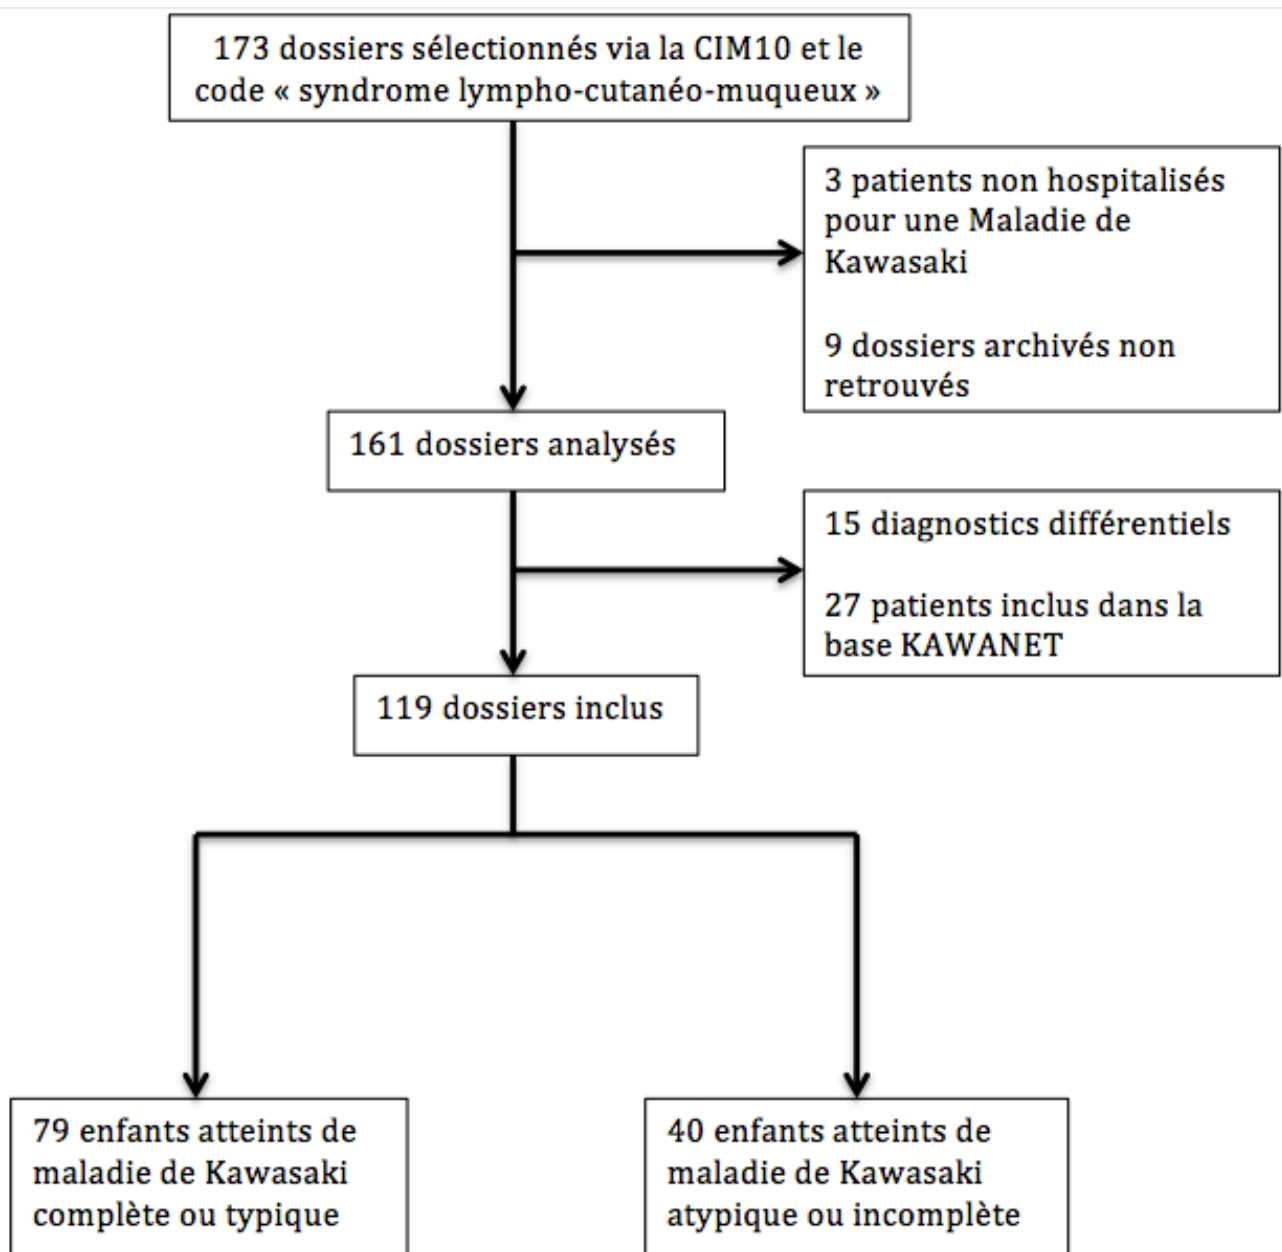 173 dossiers sélectionnés via la CIM10 et le
code « syndrome lympho-cutanéo-muqueux »
3 patients non hospitalisés
pour une Maladie de
Kawasaki
9 dossiers archivés non
retrouvés
161 dossiers analysés
15 diagnostics différentiels
27 patients inclus dans la
base KAWANET
119 dossiers inclus
79 enfants atteints de
maladie de Kawasaki
complète ou typique
40 enfants atteints de
maladie de Kawasaki
atypique ou incomplète